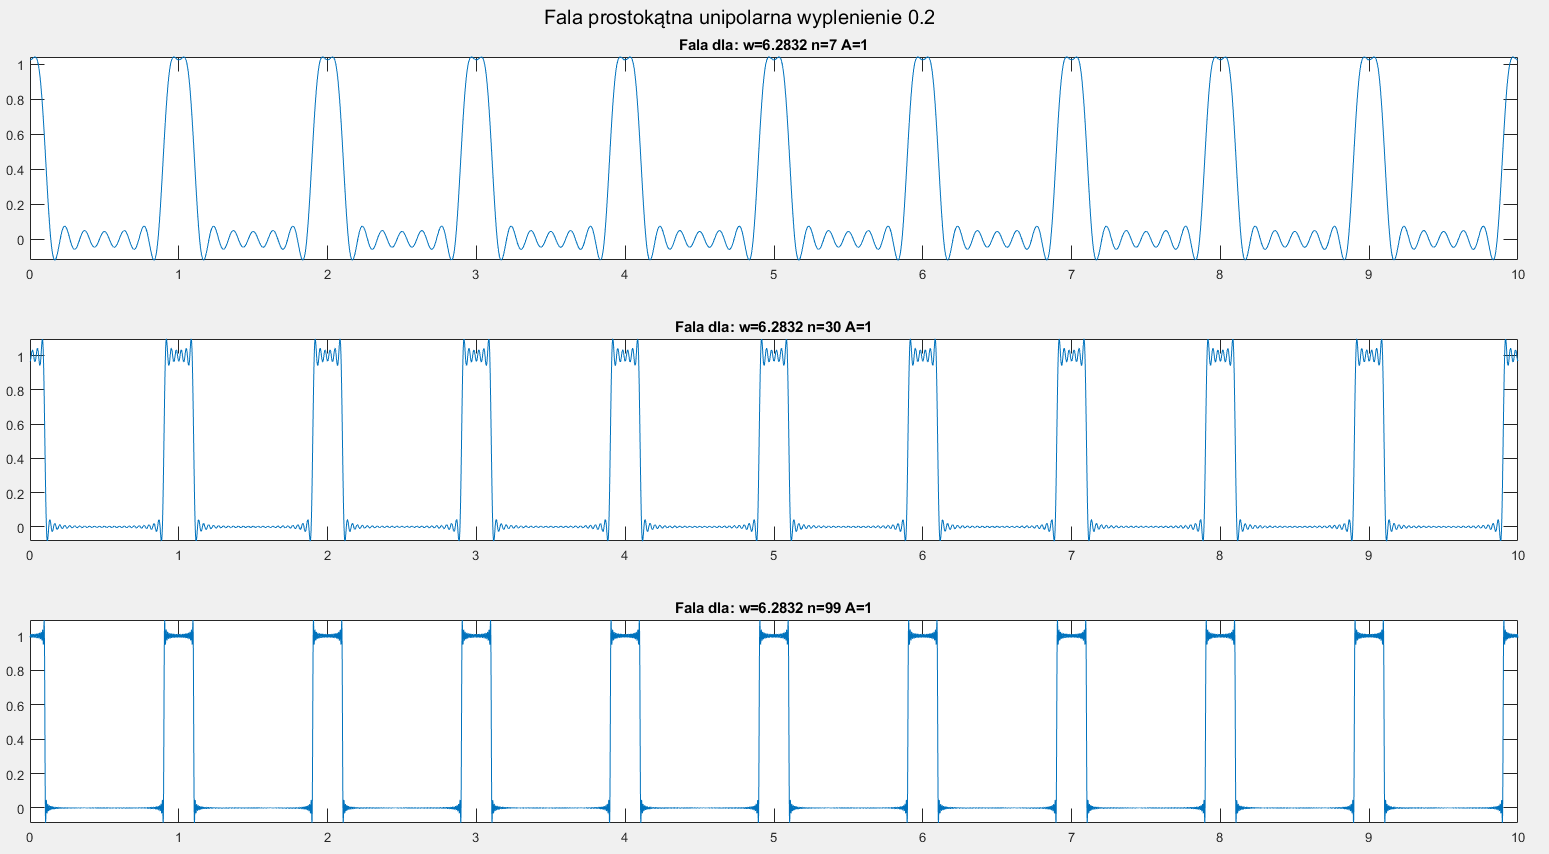 Fala prostokątna unipolarna wyplenienie 0.2
Fala dla: w=6.2832 n=7 A=1
1
0.8
0.6
0.4
0.2
0
0 1 2 3 4 5 6 7 8 9 10
Fala dla: w=6.2832 n=30 A=1
1
0.8
0.6
0.4
0.2
0
0 1 2 3 4 5 6 7 8 9 10
Fala dla: w=6.2832 n=99 A=1
1
0.8
0.6
0.4
0.2
0
0 1 2 3 4 5 6 7 8 9 10